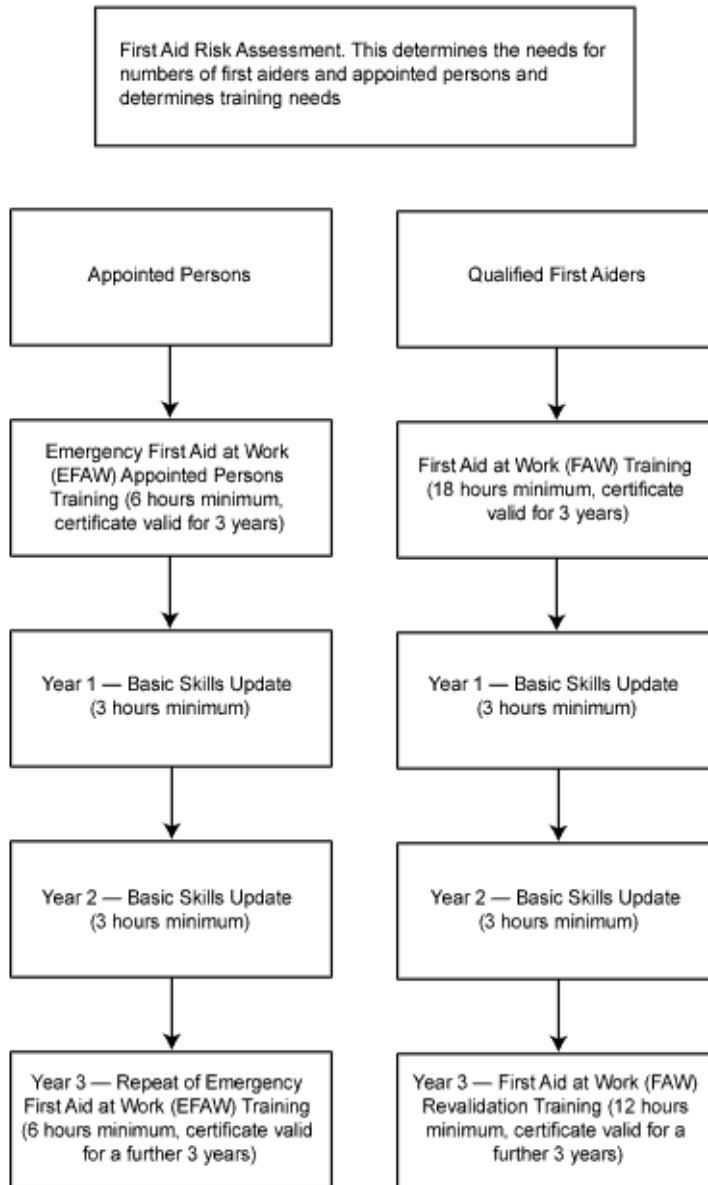 First Aid Risk Assessment. This determines the needs for
numbers of first aiders and appointed persons and
determines training needs
Appointed Persons
Qualified First Aiders
Emergency First Aid at Work
(EFAW) Appointed Persons
Training (6 hours minimum,
certificate valid for 3 years)
First Aid at Work (FAW) Training
(18 hours minimum, certificate
valid for 3 years)
Year 1 — Basic Skills Update
(3 hours minimum)
Year 1 — Basic Skills Update
(3 hours minimum)
Year 2 — Basic Skills Update
(3 hours minimum)
Year 2 — Basic Skills Update
(3 hours minimum)
Year 3 — Repeat of Emergency
First Aid at Work (EFAW) Training
(6 hours minimum, certificate valid
for a further 3 years)
Year 3 — First Aid at Work (FAW)
Revalidation Training (12 hours
minimum, certificate valid for a
further 3 years)